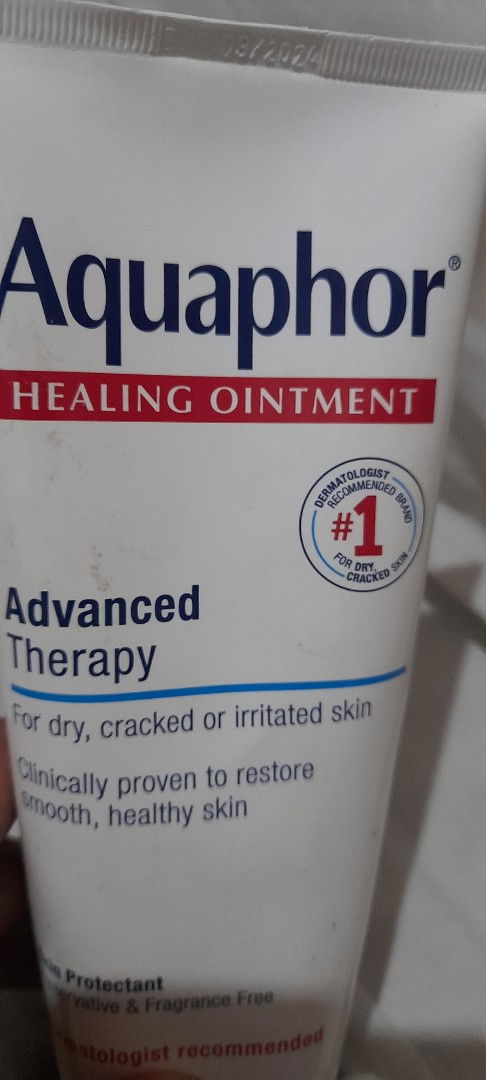 03/2024
Aquaphor®
HEALING OINTMENT
DERMATOLOGIST
RECOMMENDED BRAND
#1
FOR DRY,
CRACKED SKIN
Advanced
Therapy
For dry, cracked or irritated skin
Clinically proven to restore
smooth, healthy skin
Protectant
& Fragrance Free
recommended